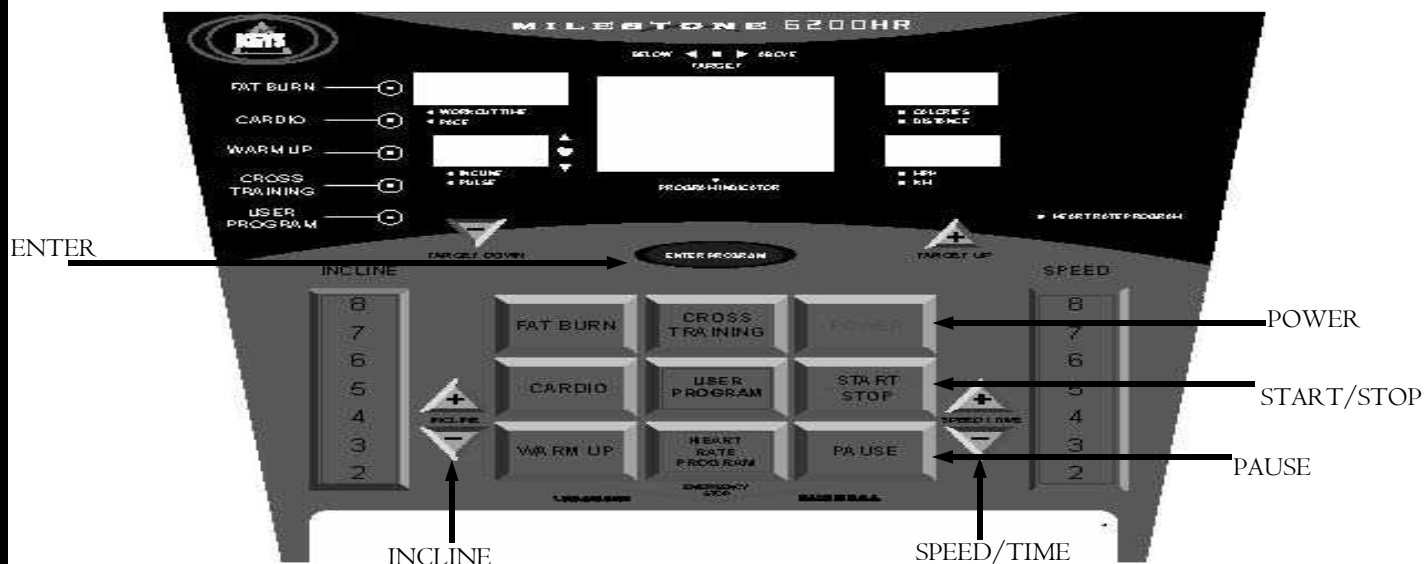 MILESTONE 6200HR
KEYS
BELOW ABOVE
TARGET
FAT BURN
CARDIO
WARM UP
CROSS
TRAINING
USER
PROGRAM
WORKOUT TIME
PACE
INCLINE
PULSE
PROGRAM INDICATOR
CALORIES
DISTANCE
MPH
KM
HEART RATE PROGRAM
TARGET DOWN
ENTER PROGRAM
TARGET UP
ENTER
INCLINE
8
7
6
5
4
3
2
+
INCLINE
−
FAT BURN
CROSS
TRAINING
POWER
CARDIO
USER
PROGRAM
START
STOP
WARM UP
HEART
RATE
PROGRAM
PAUSE
EMERGENCY
STOP
+
SPEED / TIME
−
SPEED
8
7
6
5
4
3
2
POWER
START/STOP
PAUSE
INCLINE
SPEED/TIME